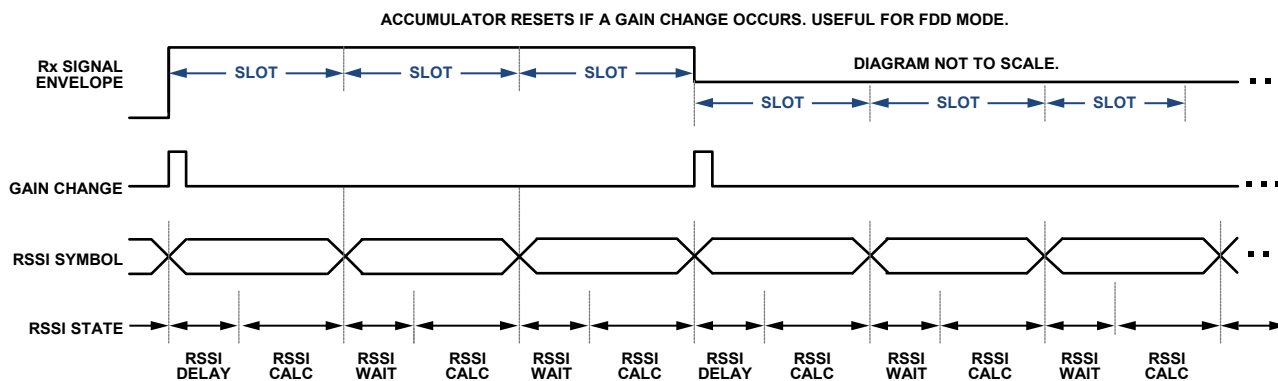 ACCUMULATOR RESETS IF A GAIN CHANGE OCCURS. USEFUL FOR FDD MODE.
Rx SIGNAL
ENVELOPE
SLOT SLOT SLOT
DIAGRAM NOT TO SCALE.
SLOT SLOT SLOT
GAIN CHANGE
RSSI SYMBOL
RSSI STATE
RSSI
DELAY
RSSI
CALC
RSSI
WAIT
RSSI
CALC
RSSI
WAIT
RSSI
CALC
RSSI
DELAY
RSSI
CALC
RSSI
WAIT
RSSI
CALC
RSSI
WAIT
RSSI
CALC